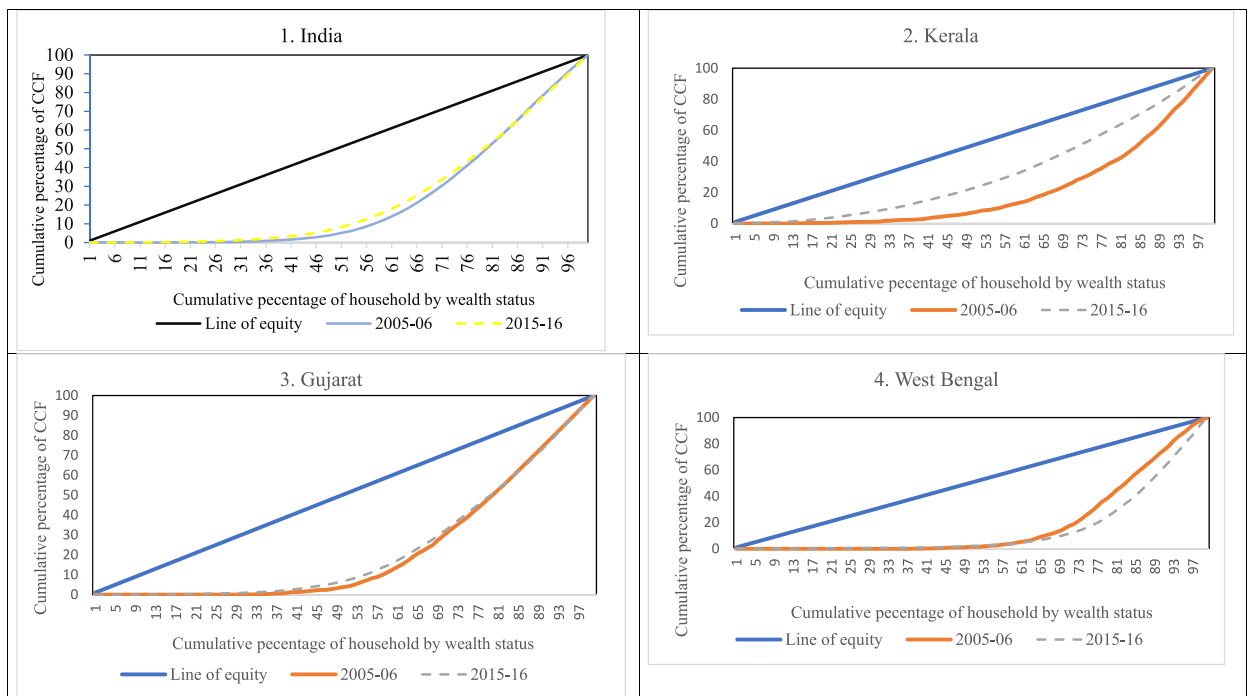 1. India
Cumulative percentage of CCF
100
90
80
70
60
50
40
30
20
10
0
1 6 11 16 21 26 31 36 41 46 51 56 61 66 71 76 81 86 91 96
Cumulative pecentage of household by wealth status
Line of equity 2005-06 2015-16
2. Kerala
Cumulative percentage of CCF
100
80
60
40
20
0
1 5 9 13 17 21 25 29 33 37 41 45 49 53 57 61 65 69 73 77 81 85 89 93 97
Cumulative pecentage of household by wealth status
Line of equity 2005-06 2015-16
3. Gujarat
Cumulative percentage of CCF
100
90
80
70
60
50
40
30
20
10
0
1 5 9 13 17 21 25 29 33 37 41 45 49 53 57 61 65 69 73 77 81 85 89 93 97
Cumulative pecentage of household by wealth status
Line of equity 2005-06 2015-16
4. West Bengal
Cumulative percentage of CCF
100
80
60
40
20
0
1 5 9 13 17 21 25 29 33 37 41 45 49 53 57 61 65 69 73 77 81 85 89 93 97
Cumulative pecentage of household by wealth status
Line of equity 2005-06 2015-16